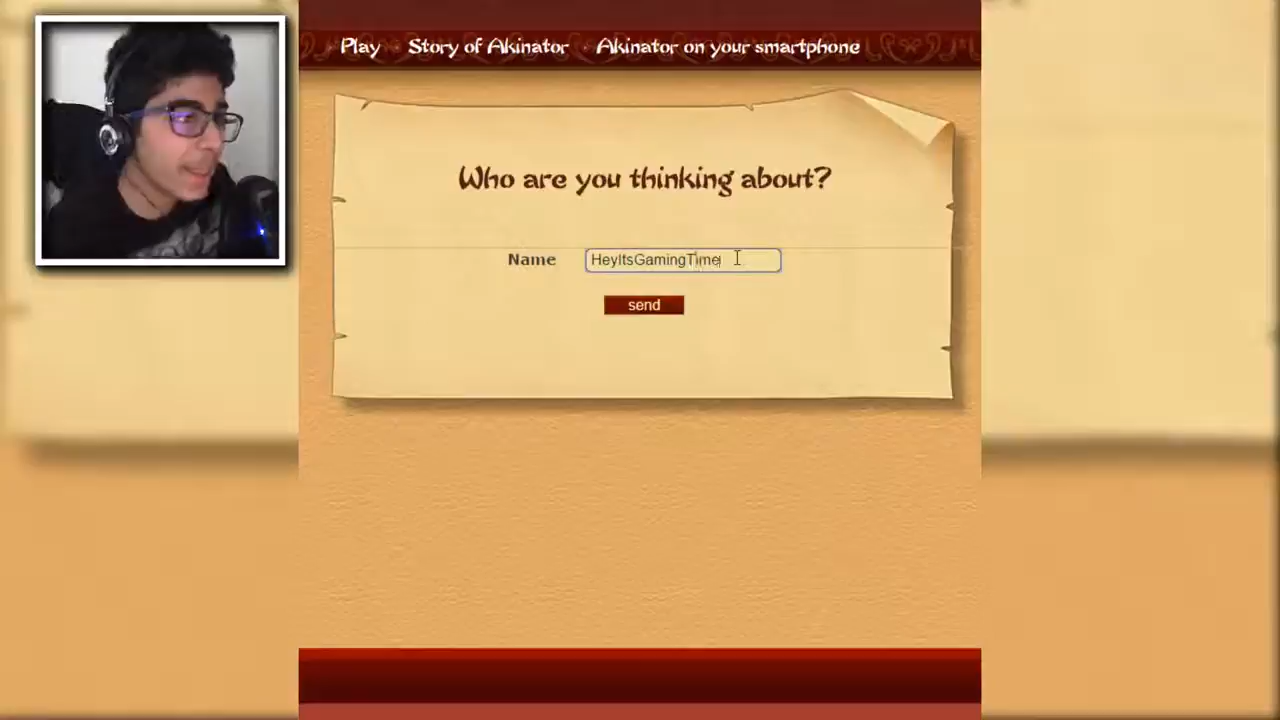 Play · Story of Akinator · Akinator on your smartphone
Who are you thinking about?
Name HeyItsGamingTime
send